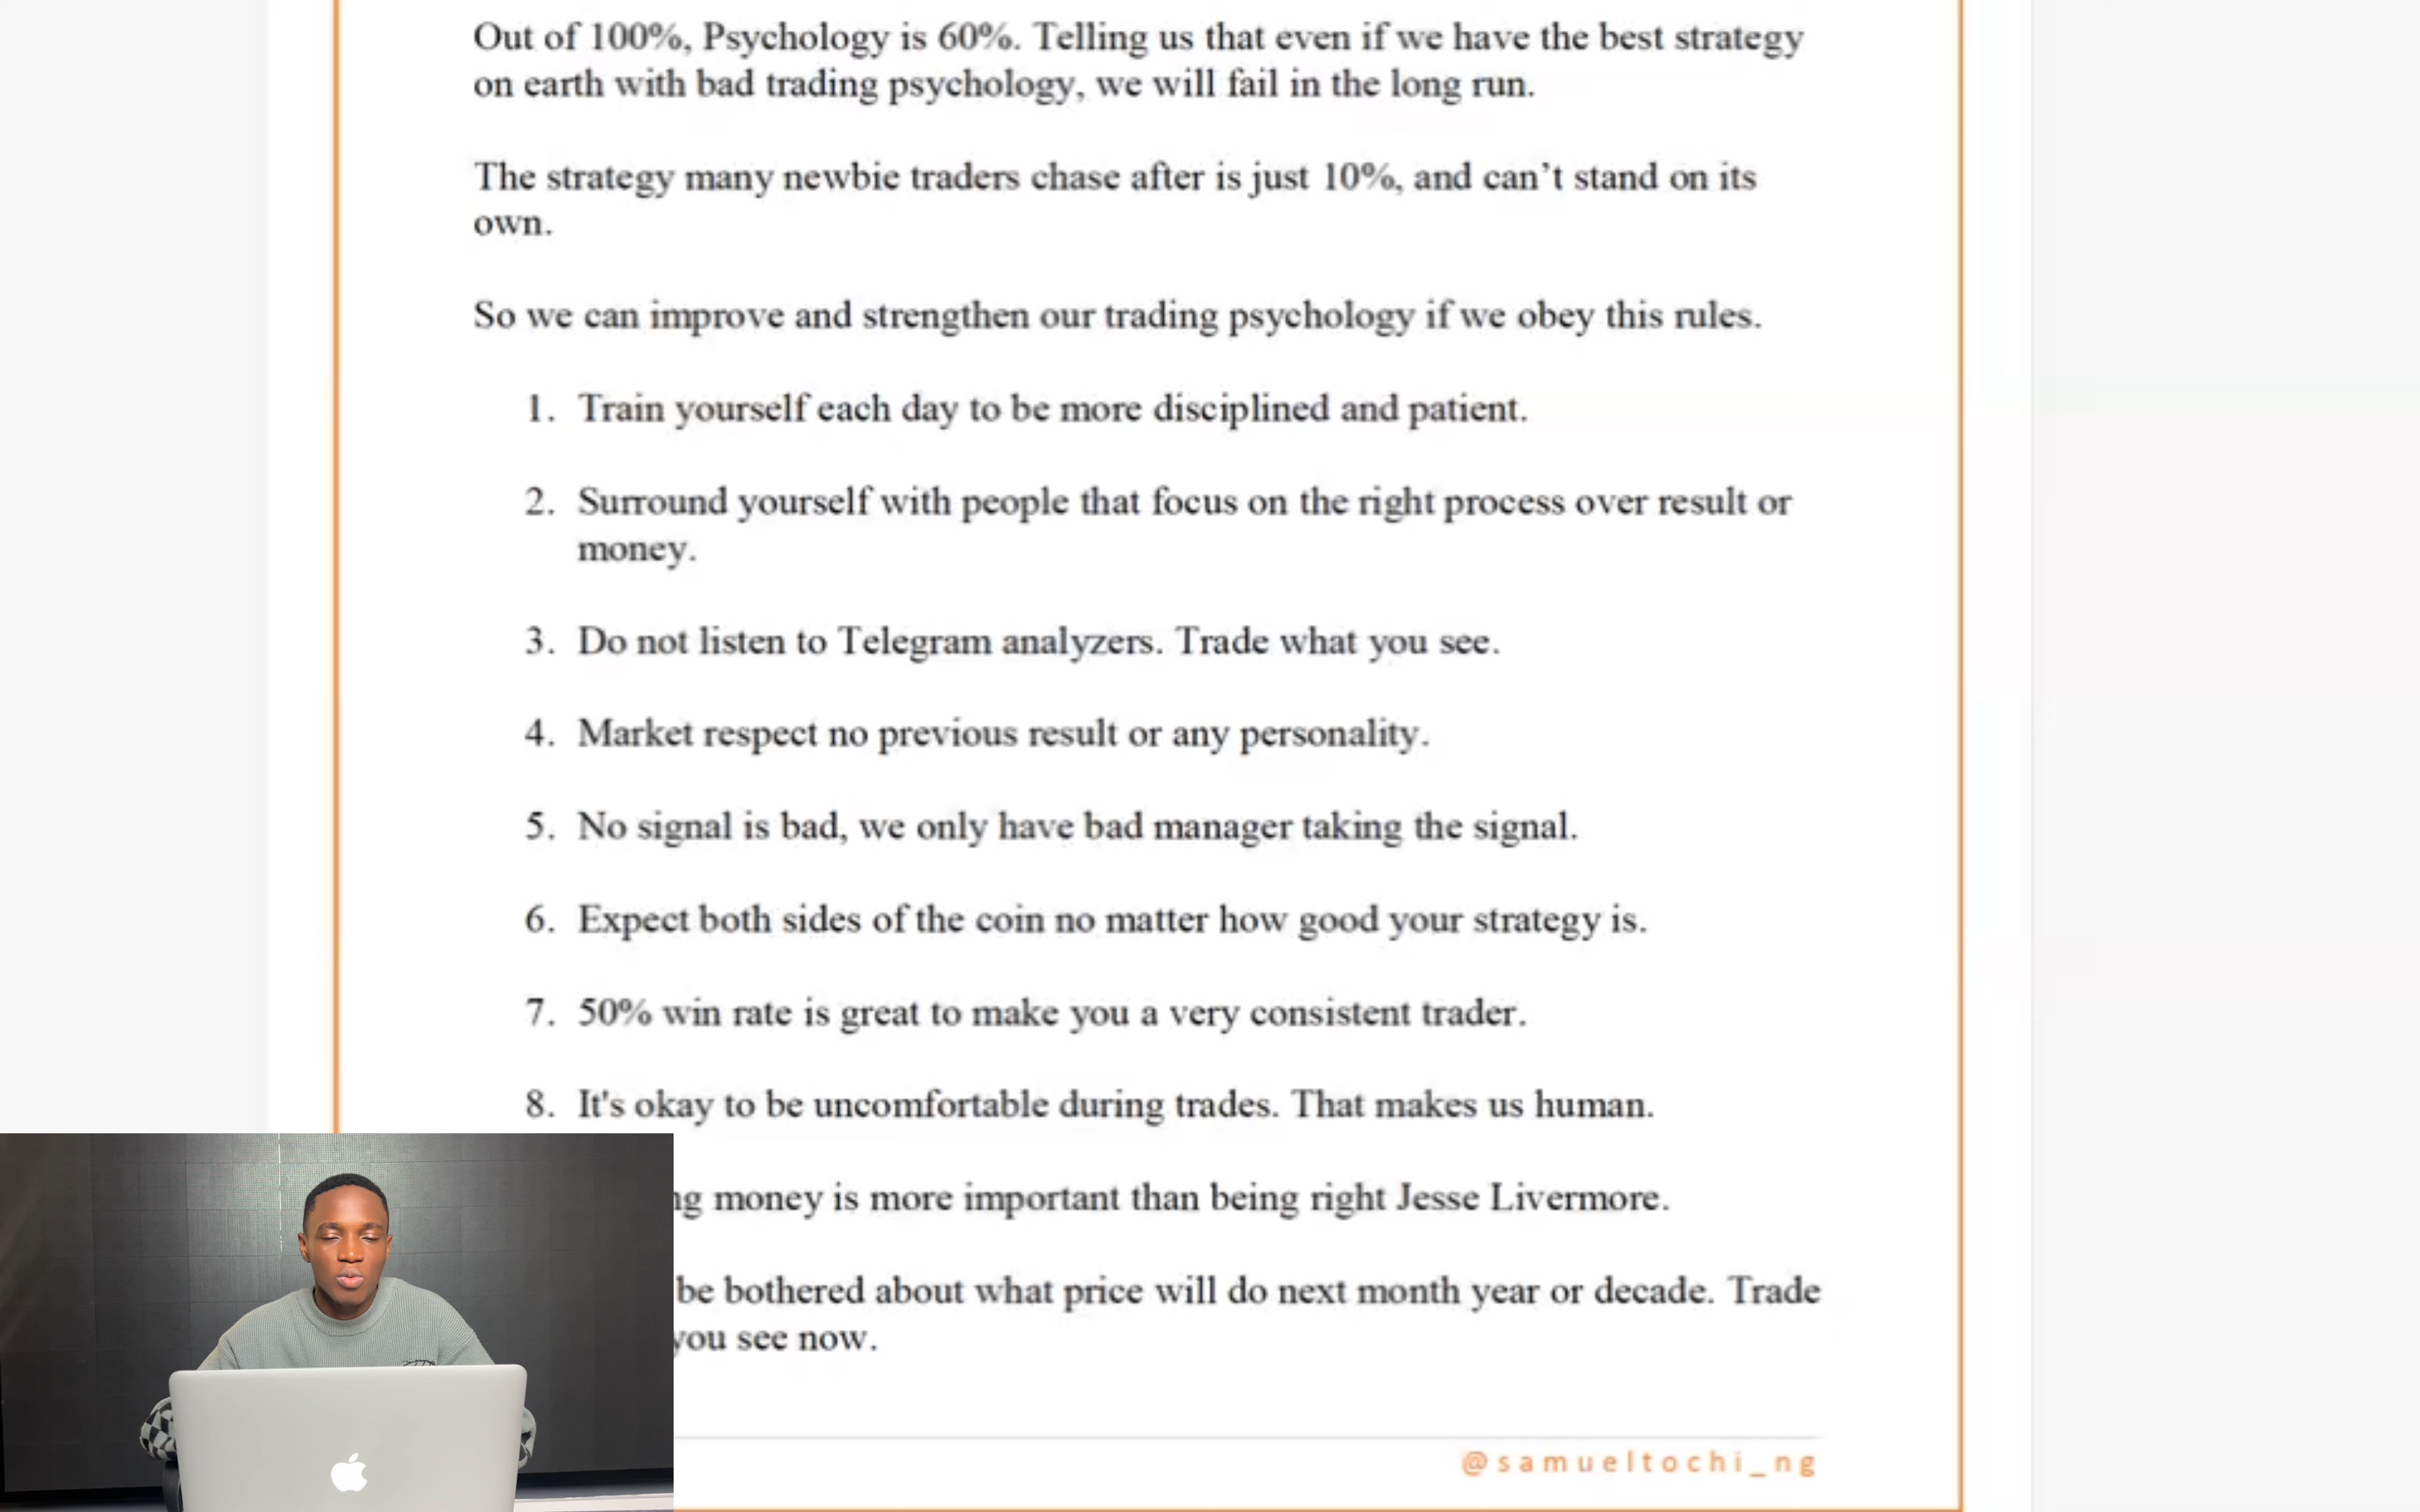 Out of 100%, Psychology is 60%. Telling us that even if we have the best strategy
on earth with bad trading psychology, we will fail in the long run.
The strategy many newbie traders chase after is just 10%, and can’t stand on its
own.
So we can improve and strengthen our trading psychology if we obey this rules.
1. Train yourself each day to be more disciplined and patient.
2. Surround yourself with people that focus on the right process over result or
money.
3. Do not listen to Telegram analyzers. Trade what you see.
4. Market respect no previous result or any personality.
5. No signal is bad, we only have bad manager taking the signal.
6. Expect both sides of the coin no matter how good your strategy is.
7. 50% win rate is great to make you a very consistent trader.
8. It's okay to be uncomfortable during trades. That makes us human.
money is more important than being right Jesse Livermore.
be bothered about what price will do next month year or decade. Trade
you see now.
@samueltochi_ng